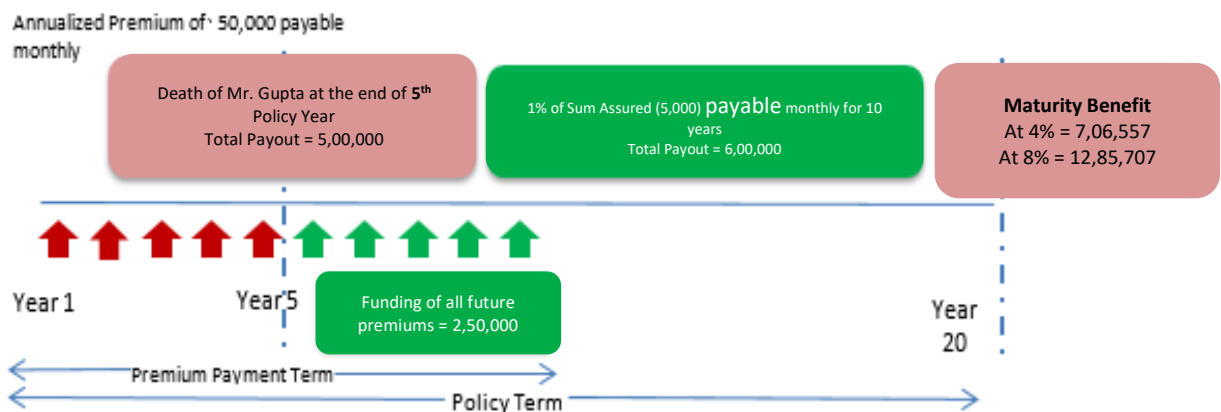 Annualized Premium of` 50,000 payable
monthly
Death of Mr. Gupta at the end of 5th
Policy Year
Total Payout = 5,00,000
1% of Sum Assured (5,000) payable monthly for 10
years
Total Payout = 6,00,000
Maturity Benefit
At 4% = 7,06,557
At 8% = 12,85,707
Year 1
Year 5
Funding of all future
premiums = 2,50,000
Year
20
Premium Payment Term
Policy Term